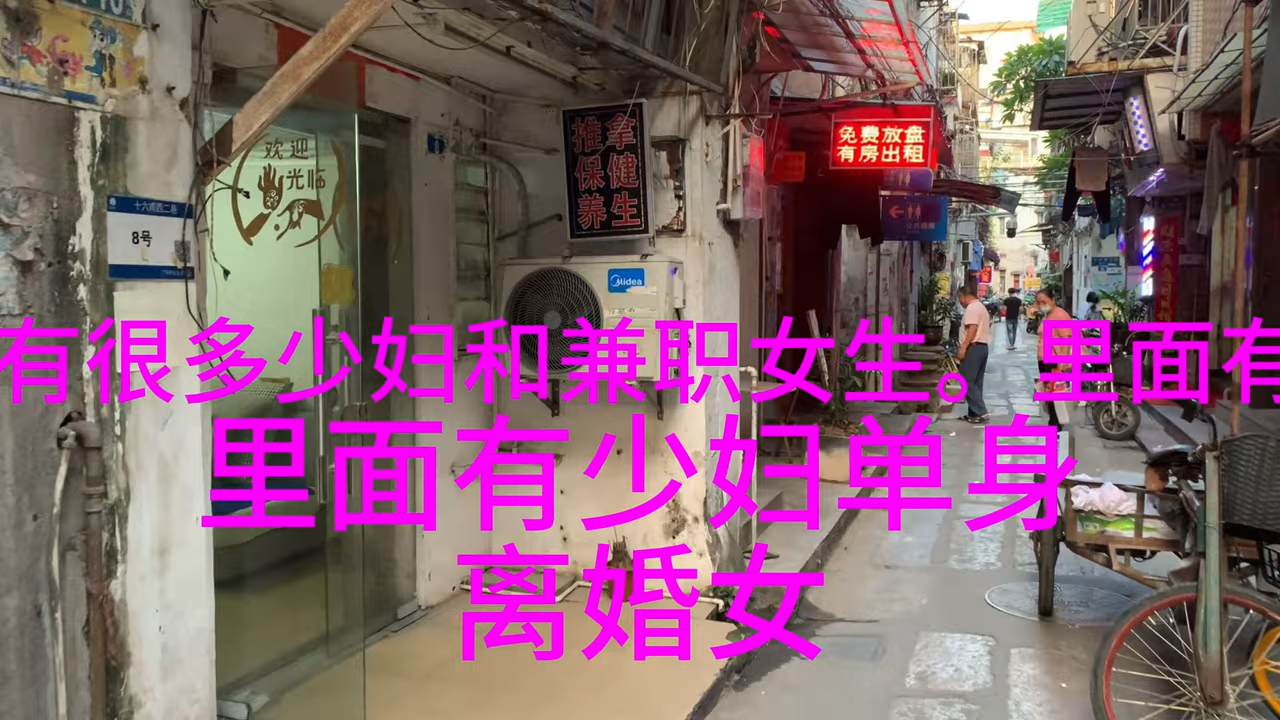 欢迎
光临
十六甫西二巷
8号
推拿
保健
养生
Midea
免费放盘
有房出租
有很多少妇和兼职女生。里面有
里面有少妇单身
离婚女